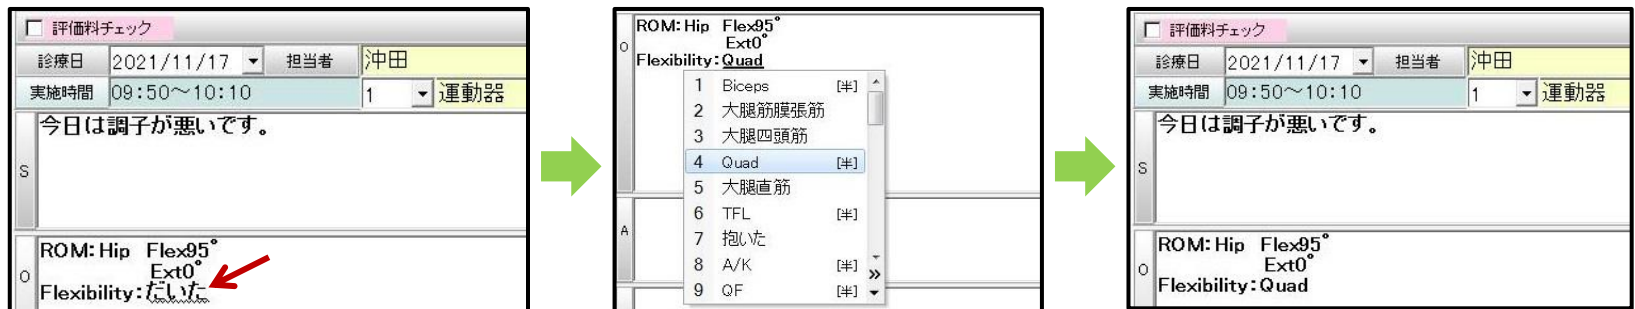 評価料チェック
診療日 2021/11/17 担当者 沖田
実施時間 09:50～10:10 1 運動器
S 今日は調子が悪いです。
O ROM:Hip Flex95°
Ext0°
Flexibility:だいた
O ROM:Hip Flex95°
Ext0°
Flexibility:Quad
1 Biceps [半]
2 大腿筋膜張筋
3 大腿四頭筋
4 Quad [半]
5 大腿直筋
6 TFL [半]
7 抱いた
8 A/K [半]
9 QF [半]
A
評価料チェック
診療日 2021/11/17 担当者 沖田
実施時間 09:50～10:10 1 運動器
S 今日は調子が悪いです。
O ROM:Hip Flex95°
Ext0°
Flexibility:Quad